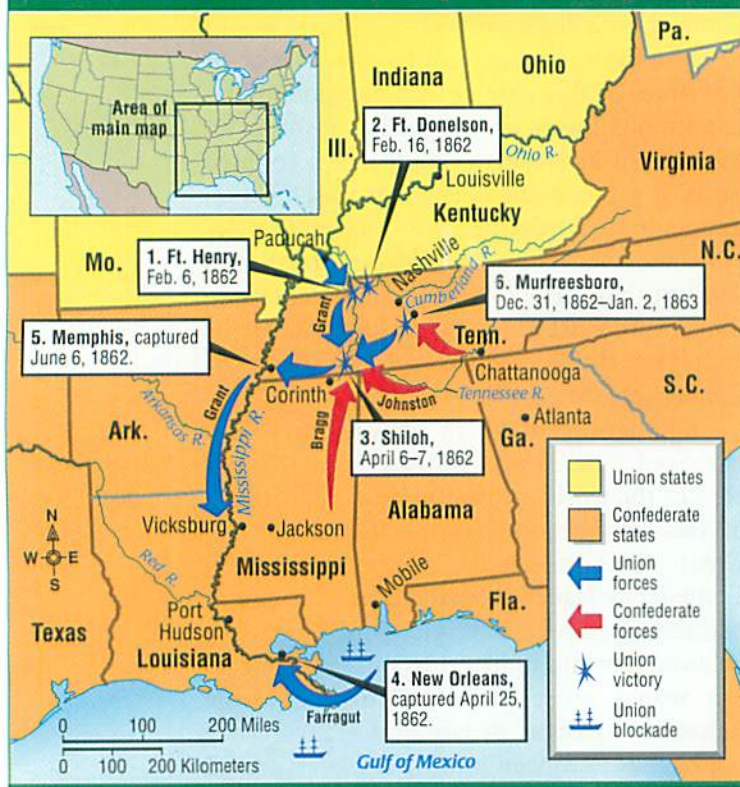 Pa.
Ohio
Indiana
Ill.
Area of
main map
2. Ft. Donelson,
Feb. 16, 1862
Ohio R.
Louisville
Virginia
Kentucky
Paducah
Mo.
1. Ft. Henry,
Feb. 6, 1862
Nashville
Cumberland R.
N.C.
6. Murfreesboro,
Dec. 31, 1862–Jan. 2, 1863
Grant
5. Memphis, captured
June 6, 1862.
Tenn.
Chattanooga
Corinth
Johnston
Tennessee R.
S.C.
Grant
Arkansas R.
Ark.
Mississippi R.
Bragg
3. Shiloh,
April 6–7, 1862
Atlanta
Ga.
Vicksburg
Jackson
Alabama
Mississippi
N
W
E
S
Red R.
Mobile
Fla.
Port
Hudson
Texas
Louisiana
4. New Orleans,
captured April 25,
1862.
Farragut
0 100 200 Miles
0 100 200 Kilometers
Gulf of Mexico
Union states
Confederate
states
Union
forces
Confederate
forces
Union
victory
Union
blockade